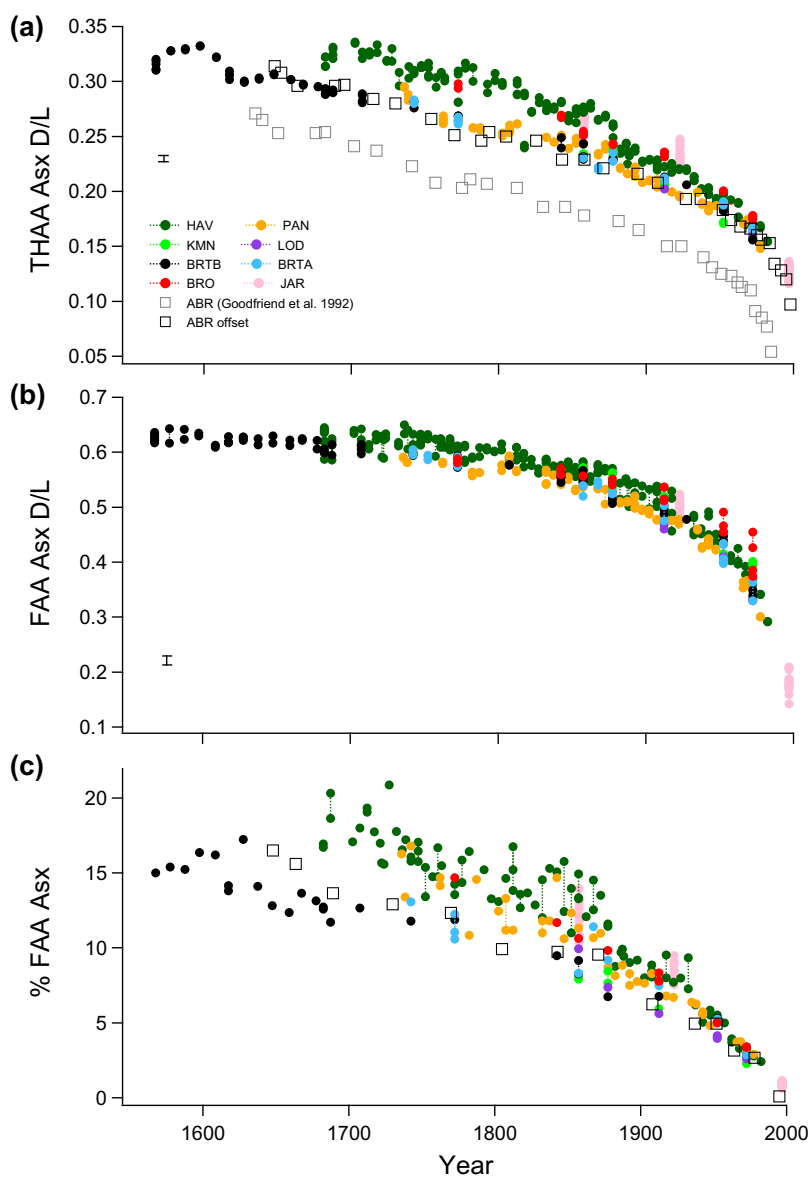 (a)
0.35
0.30
0.25
0.20
0.15
0.10
0.05
THAA Asx D/L
HAV PAN
KMN LOD
BRTB BRTA
BRO JAR
ABR (Goodfriend et al. 1992)
ABR offset
(b)
0.7
0.6
0.5
0.4
0.3
0.2
0.1
FAA Asx D/L
(c)
20
15
10
5
0
% FAA Asx
1600 1700 1800 1900 2000
Year